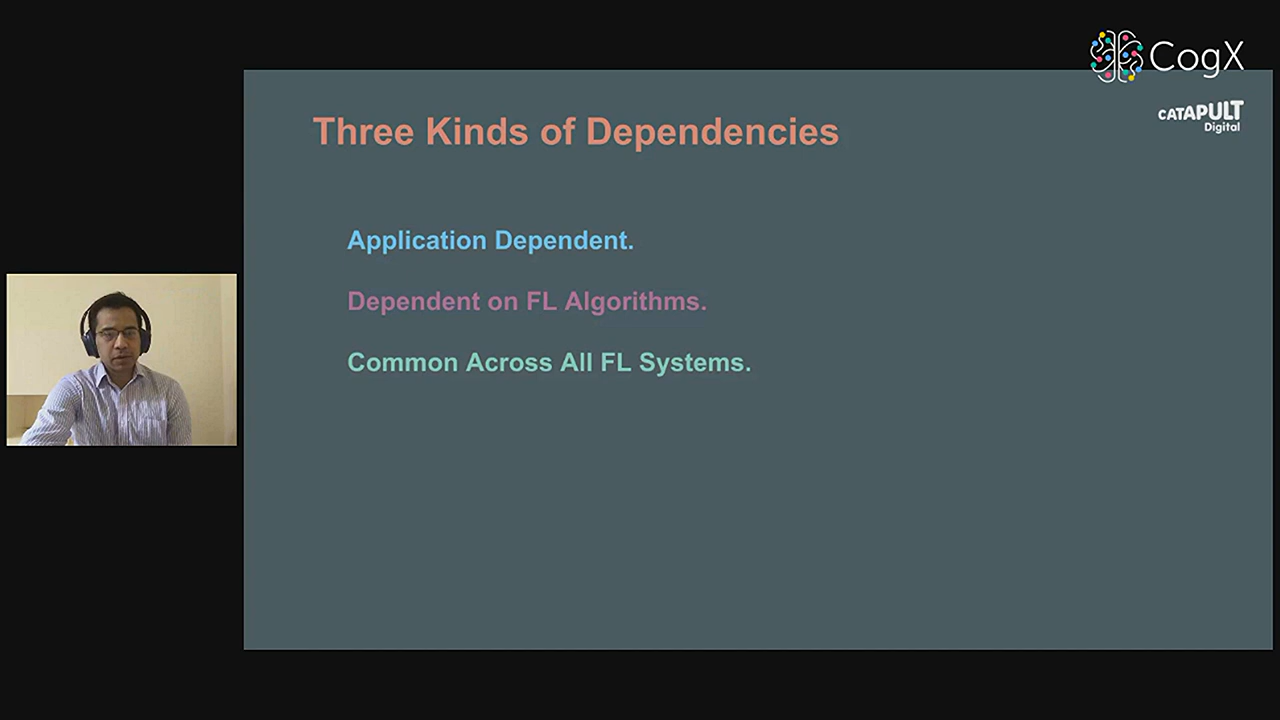 CogX
CATAPULT
Digital
Three Kinds of Dependencies
Application Dependent.
Dependent on FL Algorithms.
Common Across All FL Systems.